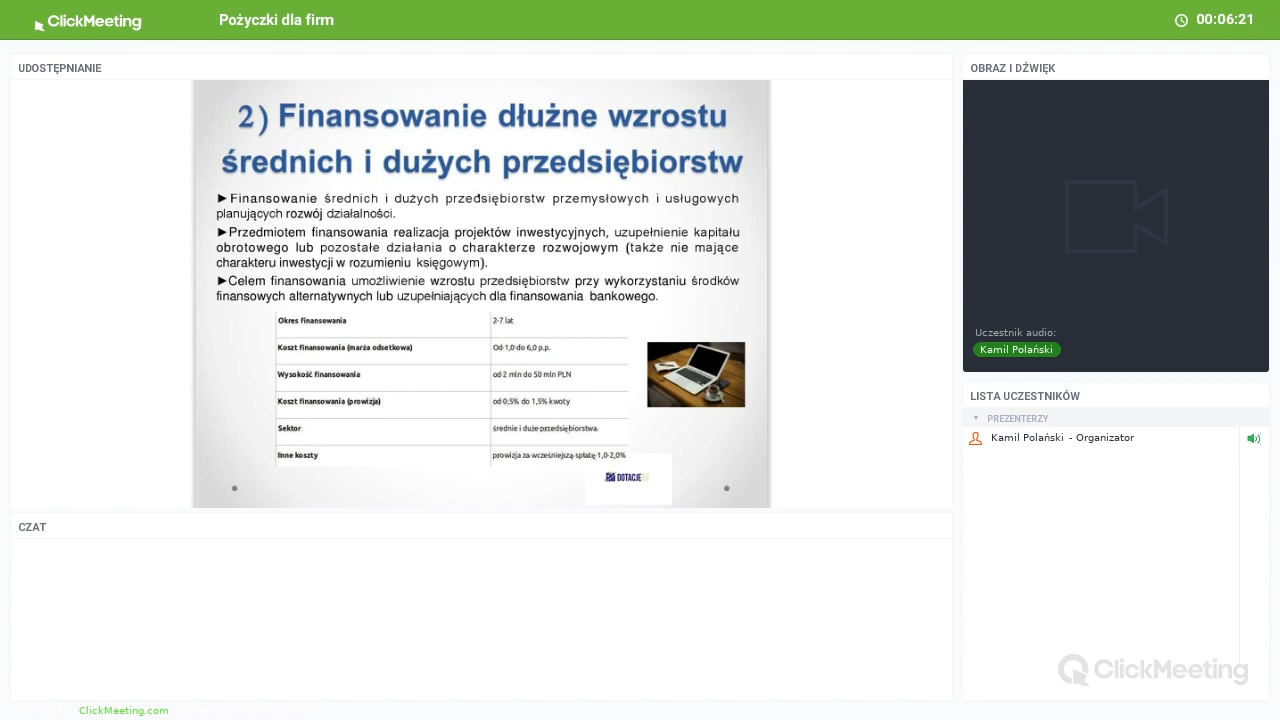 ClickMeeting
Pożyczki dla firm
00:06:21
UDOSTĘPNIANIE
2) Finansowanie dłużne wzrostu
średnich i dużych przedsiębiorstw
►Finansowanie średnich i dużych przedsiębiorstw przemysłowych i usługowych
planujących rozwój działalności.
►Przedmiotem finansowania realizacja projektów inwestycyjnych, uzupełnienie kapitału
obrotowego lub pozostałe działania o charakterze rozwojowym (także nie mające
charakteru inwestycji w rozumieniu księgowym).
►Celem finansowania umożliwienie wzrostu przedsiębiorstw przy wykorzystaniu środków
finansowych alternatywnych lub uzupełniających dla finansowania bankowego.
Okres finansowania 2-7 lat
Koszt finansowania (marża odsetkowa) Od 1,0 do 6,0 p.p.
Wysokość finansowania od 2 mln do 50 mln PLN
Koszt finansowania (prowizja) od 0,5% do 1,5% kwoty
Sektor średnie i duże przedsiębiorstwa
Inne koszty prowizja za wcześniejszą spłatę 1,0-2,0%
DOTACJE
CZAT
OBRAZ I DŹWIĘK
Uczestnik audio:
Kamil Polański
LISTA UCZESTNIKÓW
PREZENTERZY
Kamil Polański - Organizator
ClickMeeting
ClickMeeting.com